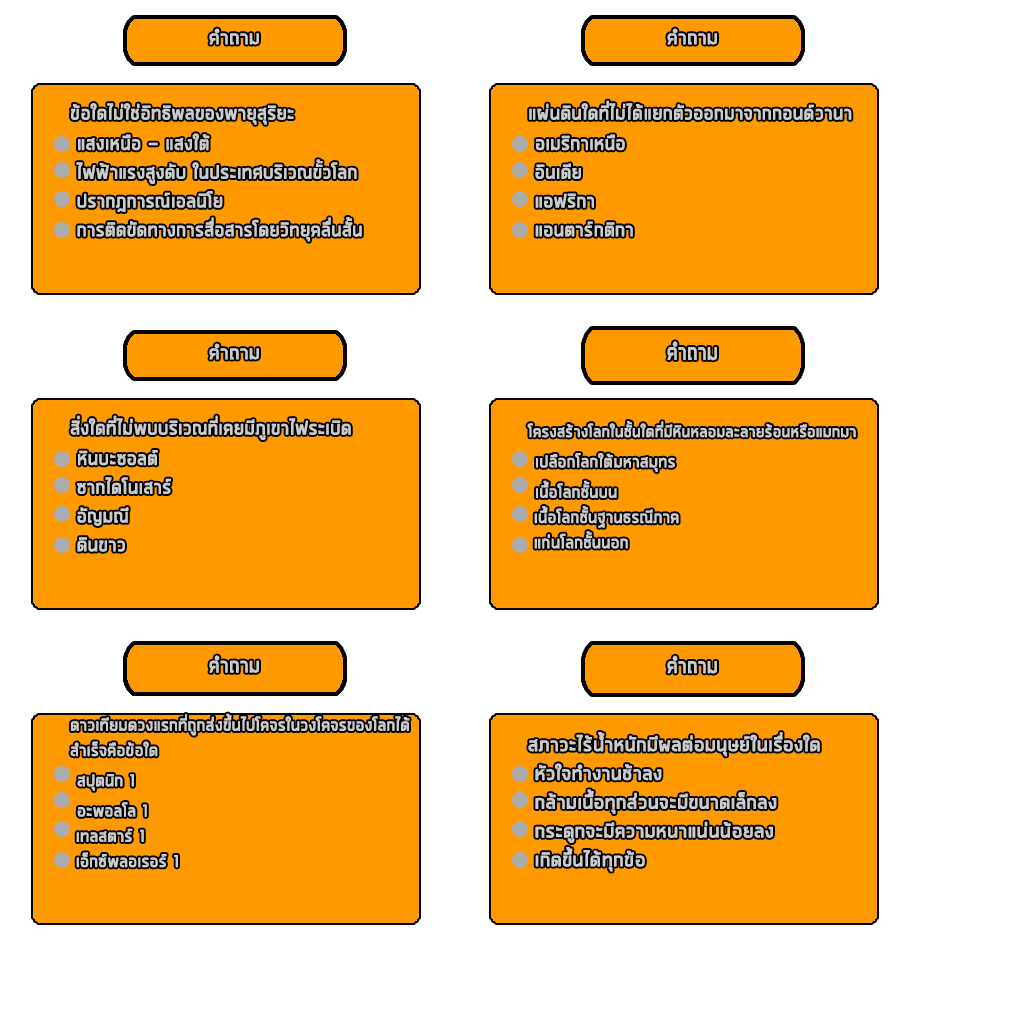 คำถาม
ข้อใดไม่ใช่อิทธิพลของพายุสุริยะ
แสงเหนือ - แสงใต้
ไฟฟ้าแรงสูงดับ ในประเทศบริเวณขั้วโลก
ปรากฎการณ์เอลนิโย
การติดขัดทางการสื่อสารโดยวิทยุคลื่นสั้น
คำถาม
แผ่นดินใดที่ไม่ได้แยกตัวออกมาจากกอนด์วานา
อเมริกาเหนือ
อินเดีย
แอฟริกา
แอนตาร์กติกา
คำถาม
สิ่งใดที่ไม่พบบริเวณที่เคยมีภูเขาไฟระเบิด
หินบะซอลต์
ซากไดโนเสาร์
อัญมณี
ดินขาว
คำถาม
โครงสร้างโลกในชั้นใดที่มีหินหลอมละลายร้อนหรือแมกมา
เปลือกโลกใต้มหาสมุทร
เนื้อโลกชั้นบน
เนื้อโลกชั้นฐานธรณีภาค
แก่นโลกชั้นนอก
คำถาม
ดาวเทียมดวงแรกที่ถูกส่งขึ้นไปโคจรในวงโคจรของโลกได้
สำเร็จคือข้อใด
สปุตนิก 1
อะพอลโล 1
เทลสตาร์ 1
เอ็กซ์พลอเรอร์ 1
คำถาม
สภาวะไร้น้ำหนักมีผลต่อมนุษย์ในเรื่องใด
หัวใจทำงานช้าลง
กล้ามเนื้อทุกส่วนจะมีขนาดเล็กลง
กระดูกจะมีความหนาแน่นน้อยลง
เกิดขึ้นได้ทุกข้อ